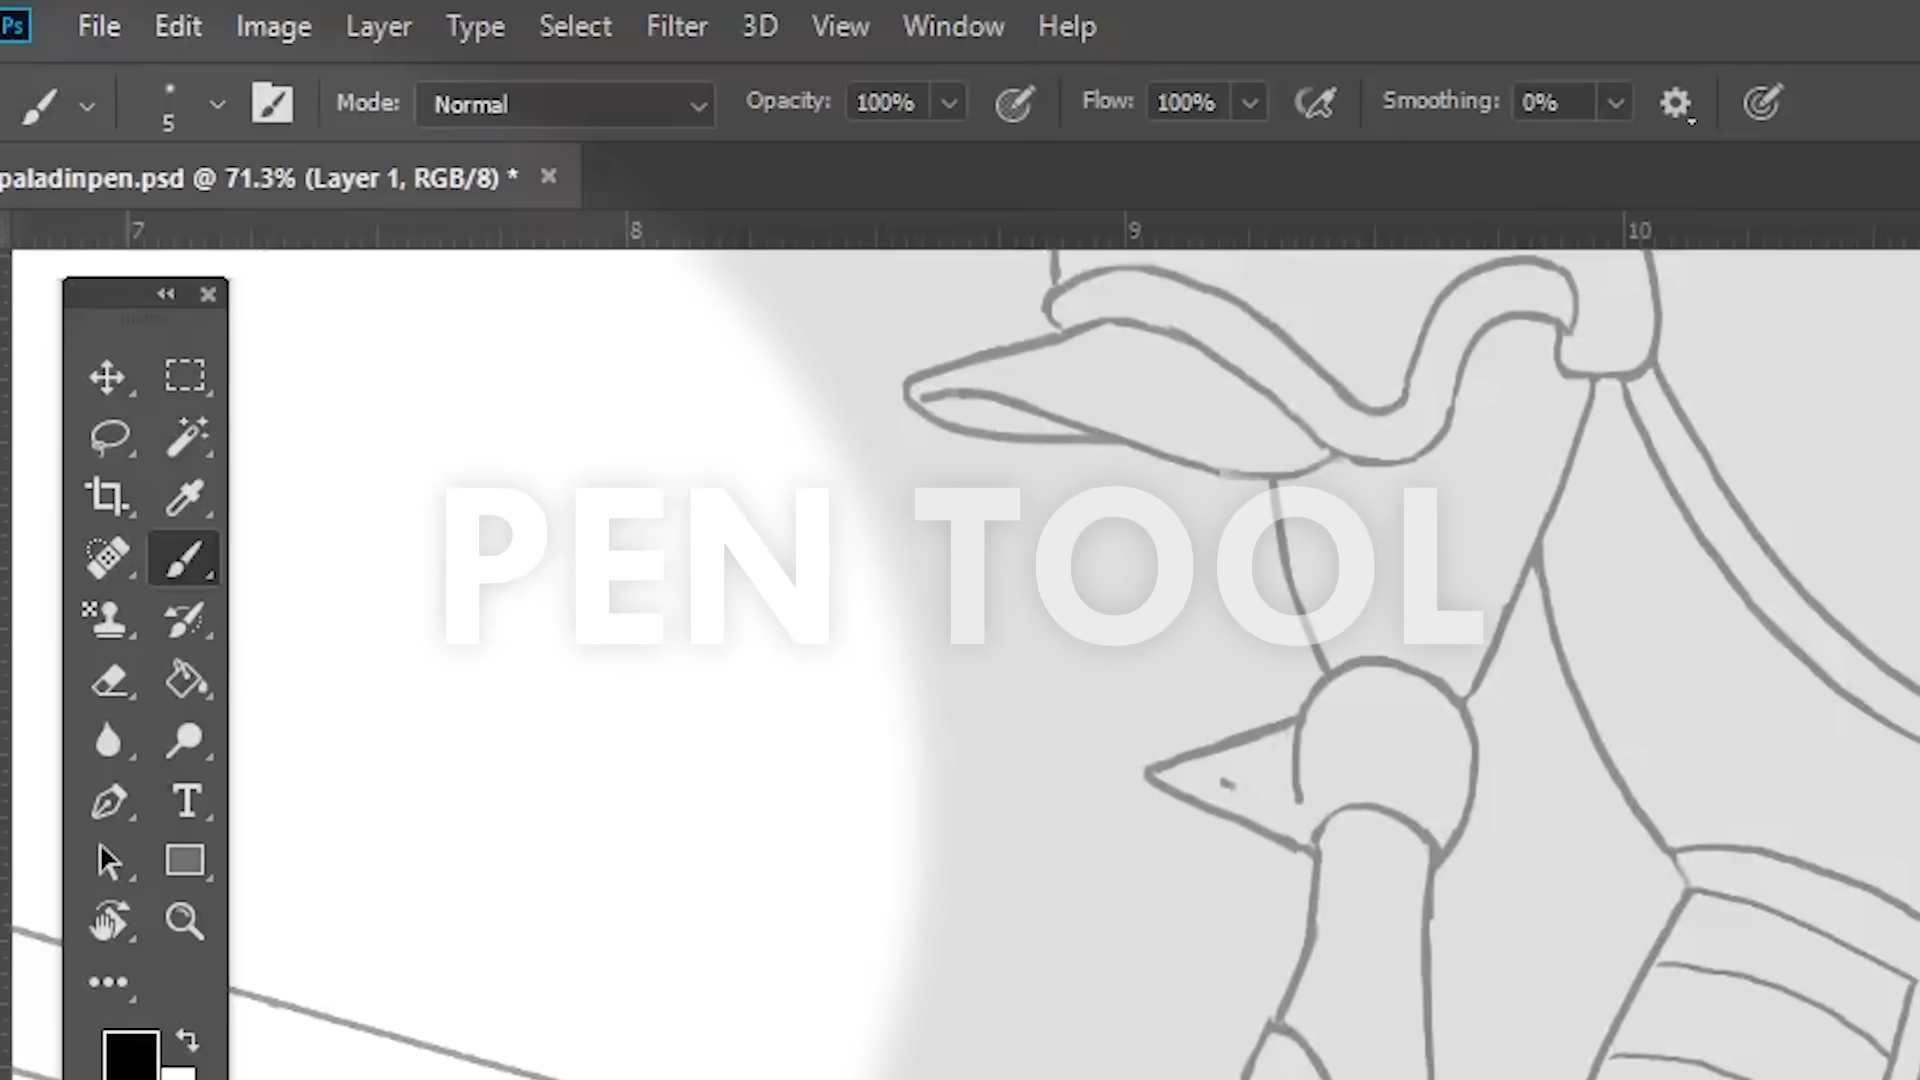 Ps File Edit Image Layer Type Select Filter 3D View Window Help
5 Mode: Normal Opacity: 100% Flow: 100% Smoothing: 0%
paladinpen.psd @ 71.3% (Layer 1, RGB/8) *
7 8 9 10
PEN TOOL